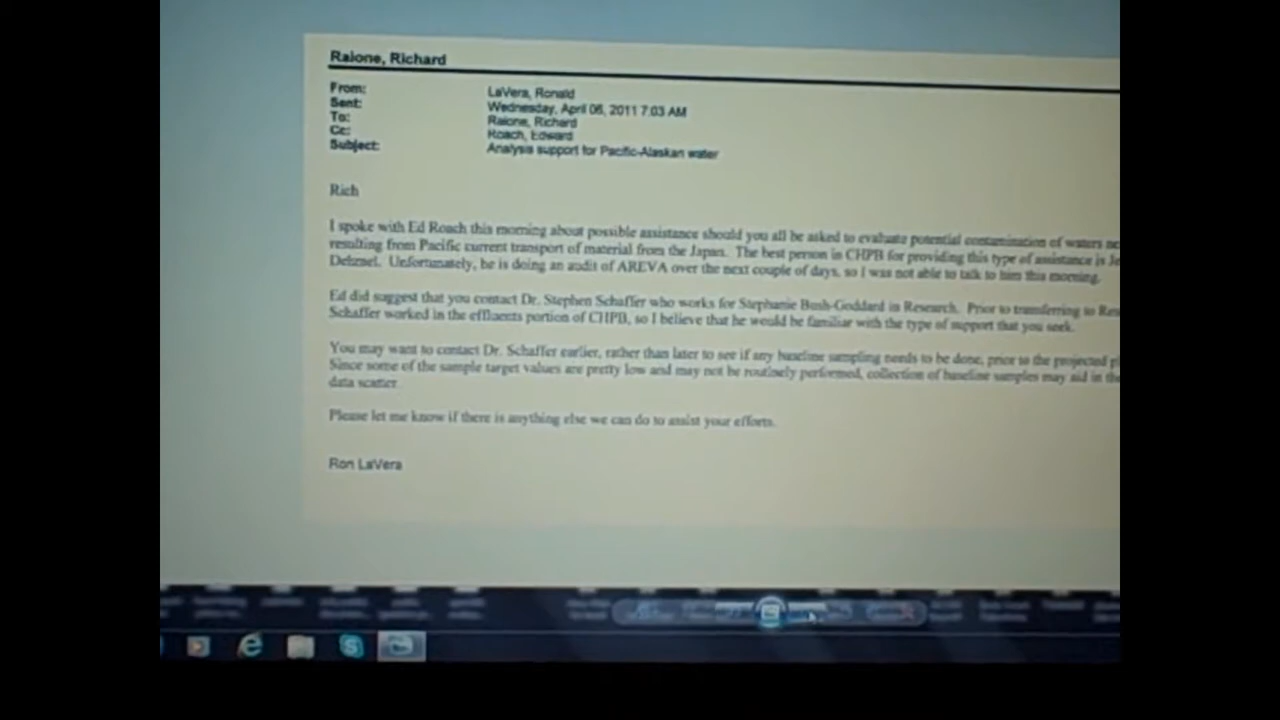 Raione, Richard
From: LaVera, Ronald
Sent: Wednesday, April 06, 2011 7:03 AM
To: Raione, Richard
Cc: Roach, Edward
Subject: Analysis support for Pacific-Alaskan water
Rich
I spoke with Ed Roach this morning about possible assistance should you all be asked to evaluate potential contamination of waters
resulting from Pacific current transport of material from the Japan. The best person in CHPB for providing this type of assistance is
Unfortunately, he is doing an audit of AREVA over the next couple of days, so I was not able to talk to him this morning.
Ed did suggest that you contact Dr. Stephen Schaffer who works for Stephanie Bush-Goddard in Research. Prior to transferring to
Schaffer worked in the effluents portion of CHPB, so I believe that he would be familiar with the type of support that you seek.
You may want to contact Dr. Schaffer earlier, rather than later to see if any baseline sampling needs to be done, prior to the projected
Since some of the sample target values are pretty low and may not be routinely performed, collection of baseline samples may aid in
data scatter.
Please let me know if there is anything else we can do to assist your efforts.
Ron LaVera